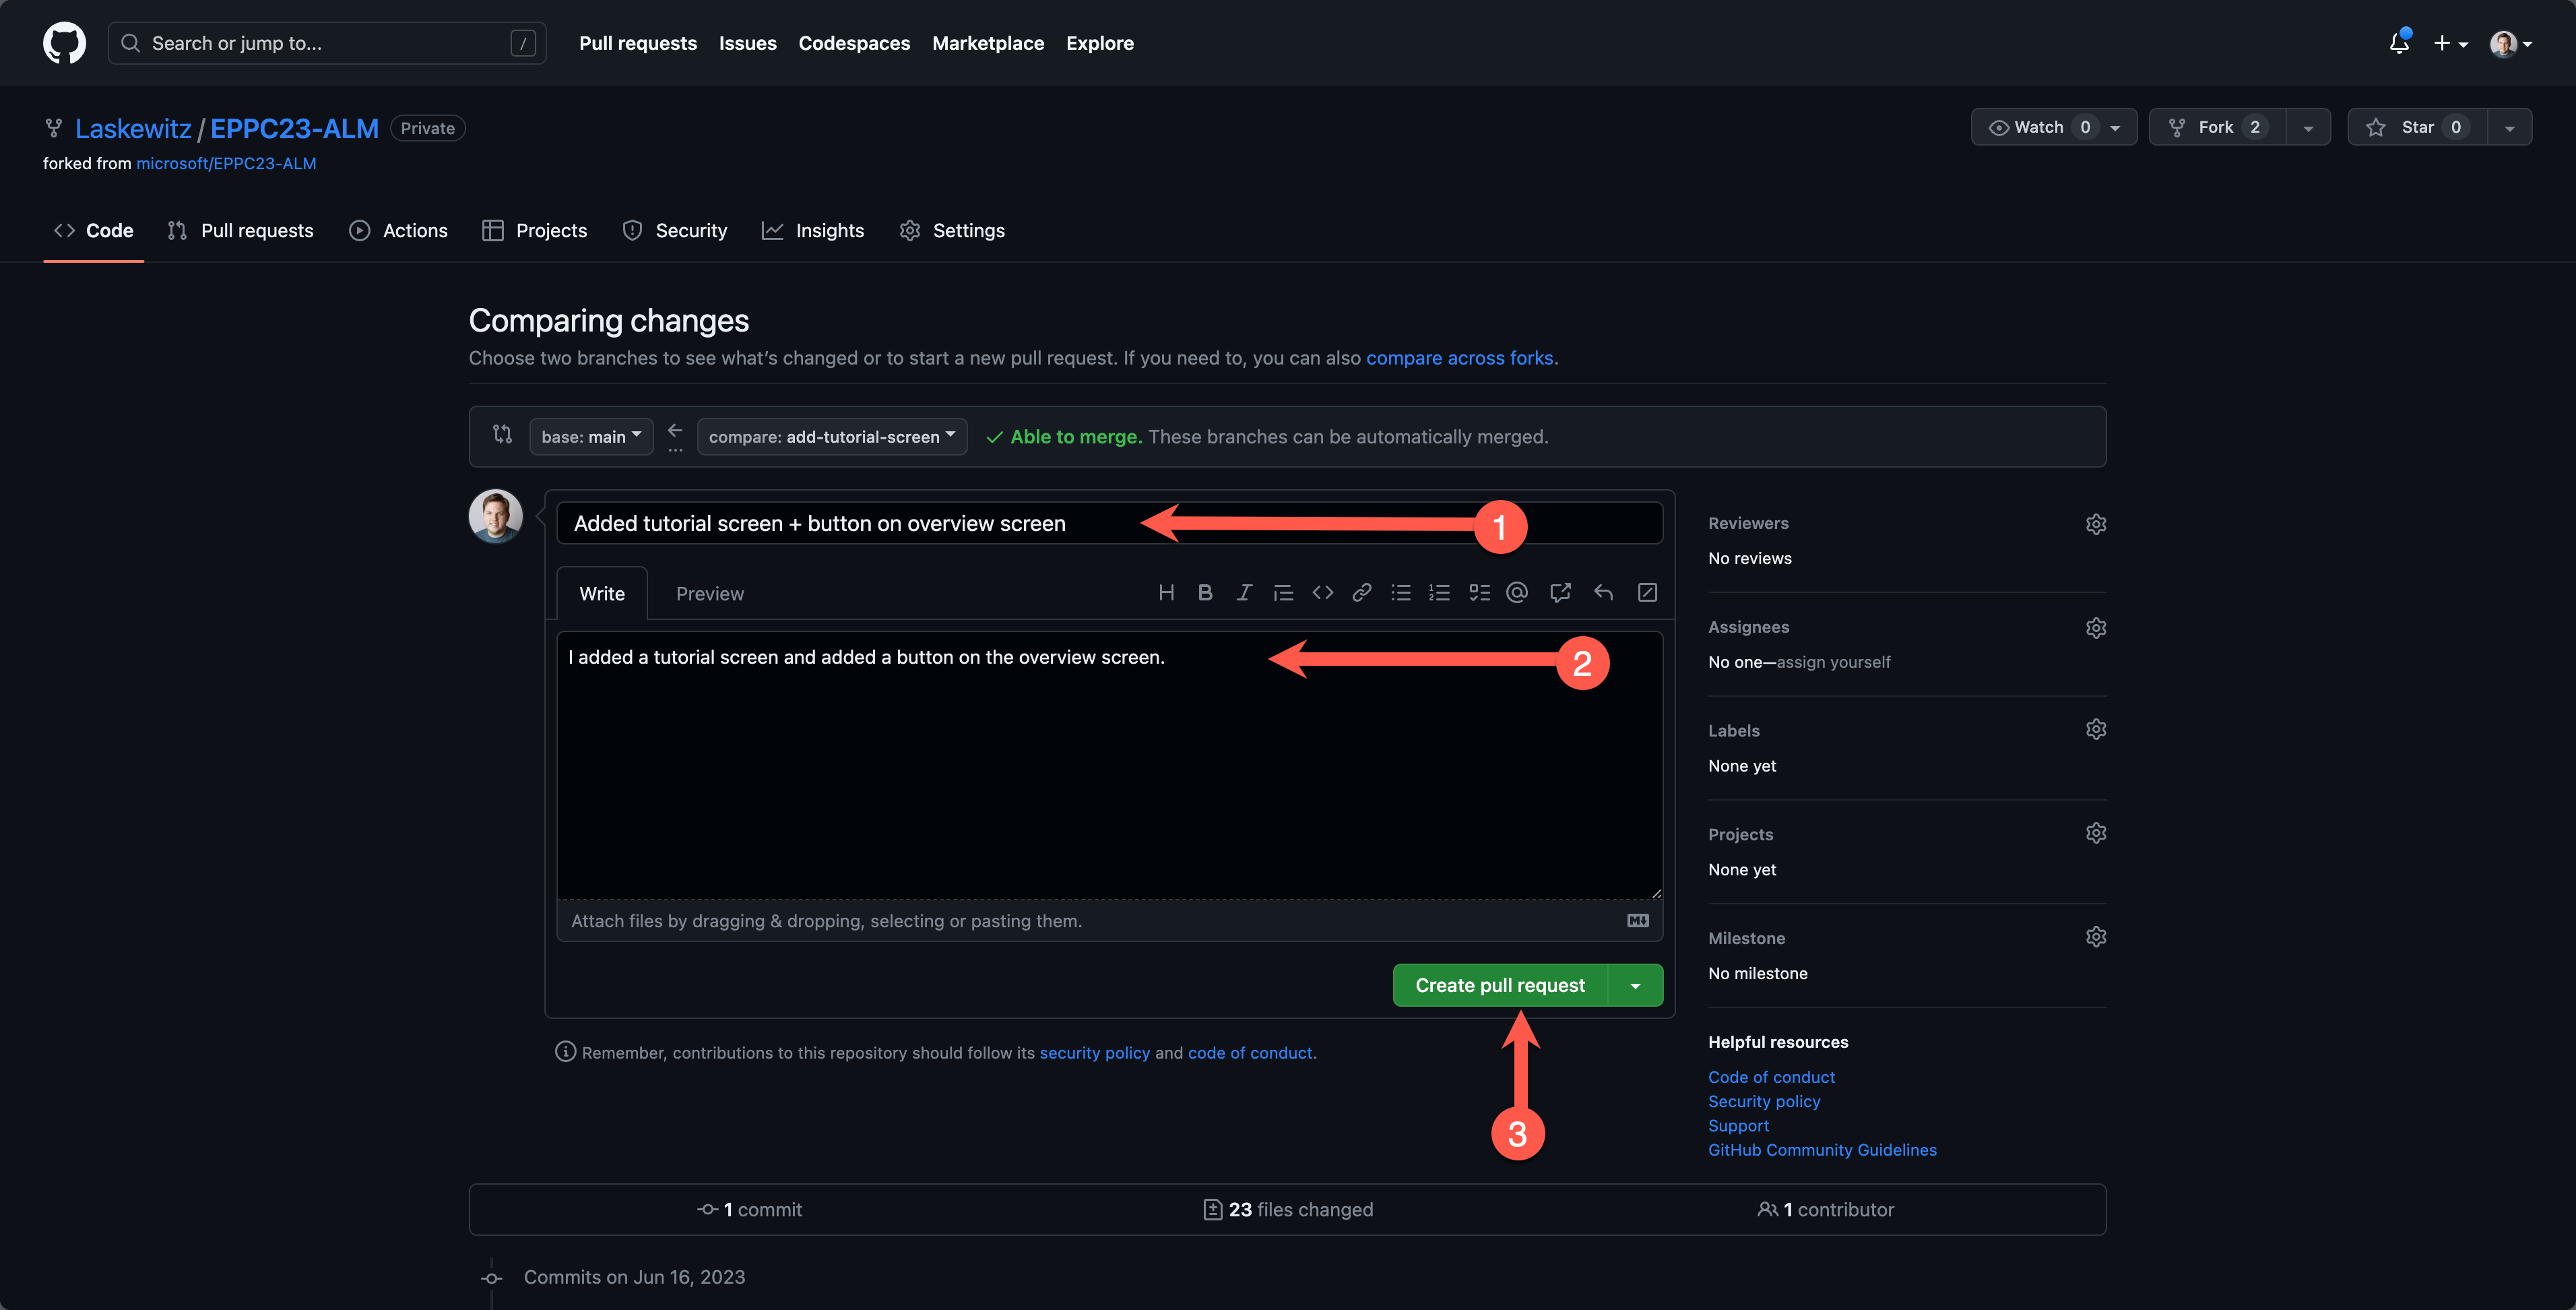 Search or jump to... /
Pull requests Issues Codespaces Marketplace Explore
Laskewitz / EPPC23-ALM Private
Watch 0 Fork 2 Star 0
forked from microsoft/EPPC23-ALM
Code Pull requests Actions Projects Security Insights Settings
Comparing changes
Choose two branches to see what's changed or to start a new pull request. If you need to, you can also compare across forks.
base: main ... compare: add-tutorial-screen Able to merge. These branches can be automatically merged.
Added tutorial screen + button on overview screen
1
Write Preview
I added a tutorial screen and added a button on the overview screen.
2
Attach files by dragging & dropping, selecting or pasting them.
Create pull request
Remember, contributions to this repository should follow its security policy and code of conduct.
3
Reviewers
No reviews
Assignees
No one—assign yourself
Labels
None yet
Projects
None yet
Milestone
No milestone
Helpful resources
Code of conduct
Security policy
Support
GitHub Community Guidelines
1 commit 23 files changed 1 contributor
Commits on Jun 16, 2023